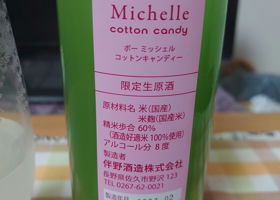 Michelle
cotton candy
ボー ミッシェル
コットンキャンディー
限定生原酒
原材料名 米(国産)
米麹(国産米)
精米歩合 60%
(酒造好適米100%使用)
アルコール分 8度
製造者
伴野酒造株式会社
長野県佐久市野沢123
TEL 0267-62-0021
製造年月